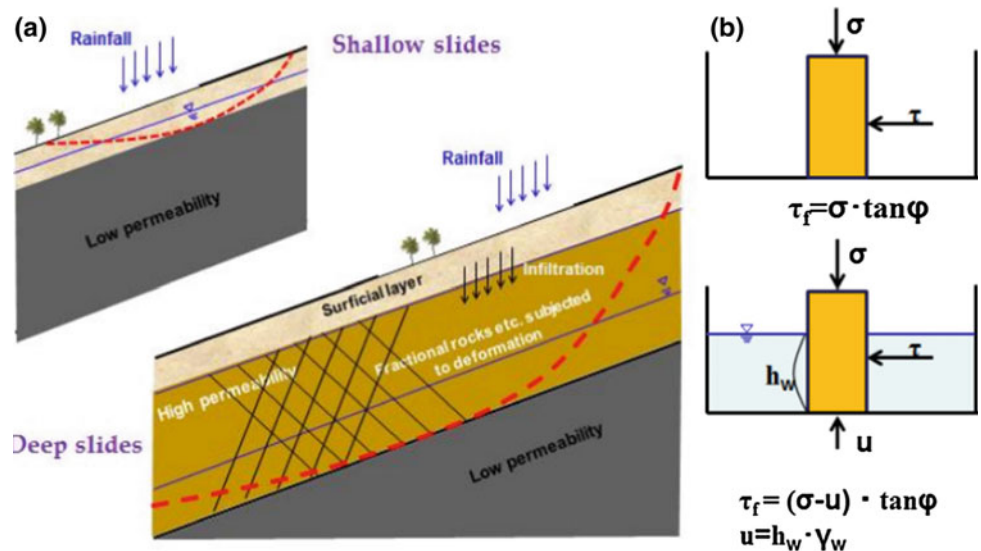 (a)
Rainfall
Shallow slides
Low permeability
Rainfall
Infiltration
Surficial layer
Fractional rocks etc. subjected
to deformation
High permeability
Deep slides
Low permeability
(b)
σ
τ
τf=σ·tanφ
σ
τ
hw
u
τf= (σ-u) · tanφ
u=hw·γw